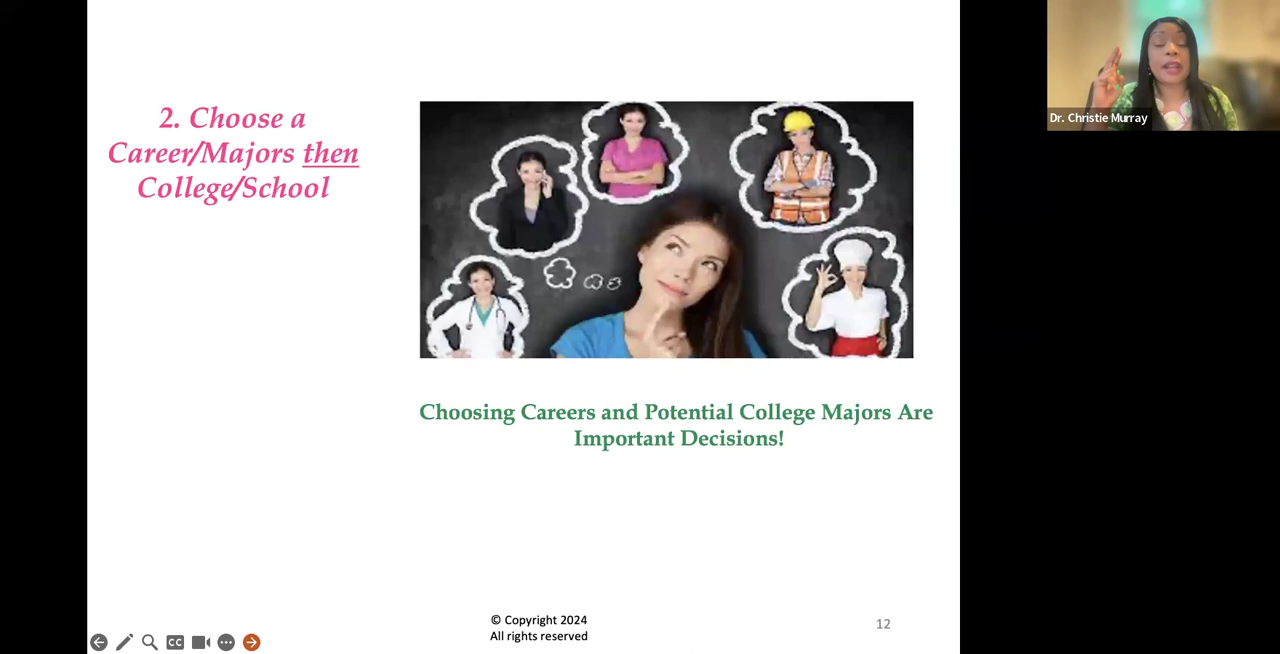 2. Choose a
Career/Majors then
College/School
Choosing Careers and Potential College Majors Are
Important Decisions!
© Copyright 2024
All rights reserved
12
CC
Dr. Christie Murray